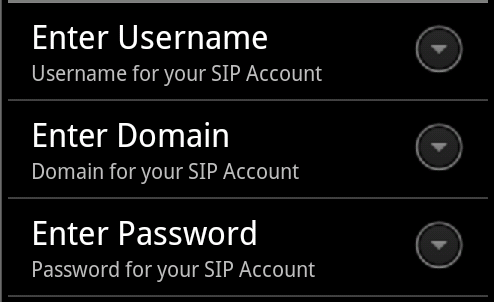 Enter Username
Username for your SIP Account
Enter Domain
Domain for your SIP Account
Enter Password
Password for your SIP Account